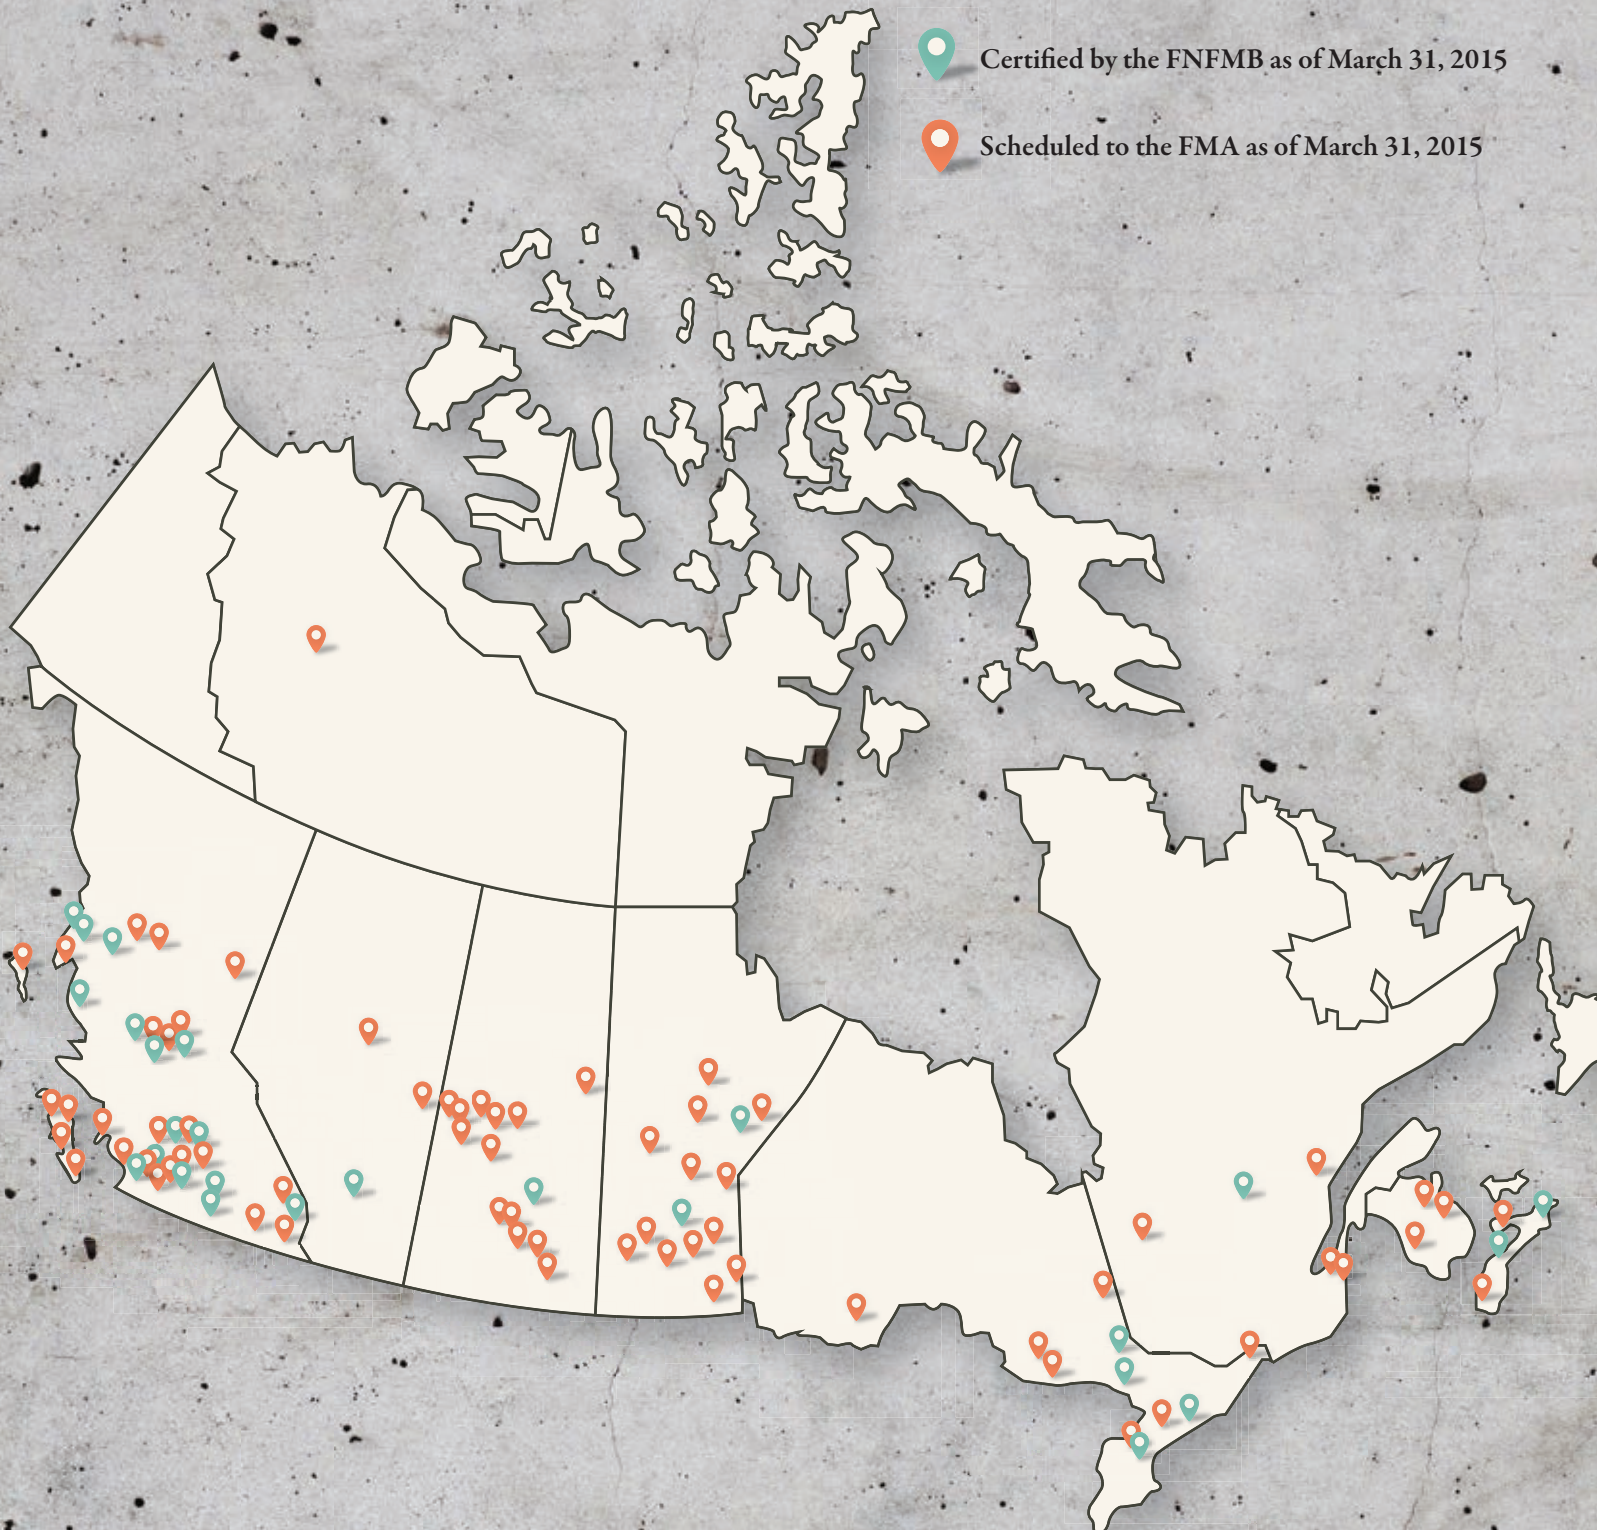 Certified by the FNFMB as of March 31, 2015
Scheduled to the FMA as of March 31, 2015